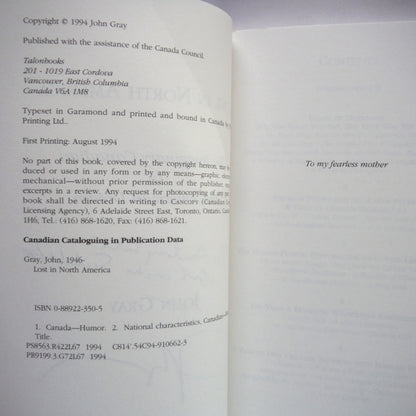 Copyright © 1994 John Gray
Published with the assistance of the Canada Council.
Talonbooks
201 - 1019 East Cordova
Vancouver, British Columbia
Canada V6A 1M8
Typeset in Garamond and printed and bound in Canada by
Printing Ltd..
First Printing: August 1994
No part of this book, covered by the copyright hereon, may be
duced or used in any form or by any means—graphic,
mechanical—without prior permission of the publisher,
excerpts in a review. Any request for photocopying of any
book shall be directed in writing to CANCOPY (Canadian
Licensing Agency), 6 Adelaide Street East, Toronto, Ontario,
1H6, Tel.: (416) 868-1620, Fax: (416) 868-1621.
Canadian Cataloguing in Publication Data
Gray, John, 1946-
Lost in North America
ISBN 0-88922-350-5
1. Canada—Humor. 2. National characteristics, Canadian—
Title.
PS8563.R422L67 1994 C814'.54C94-910662-3
PR9199.3.G72L67 1994
To my fearless mother